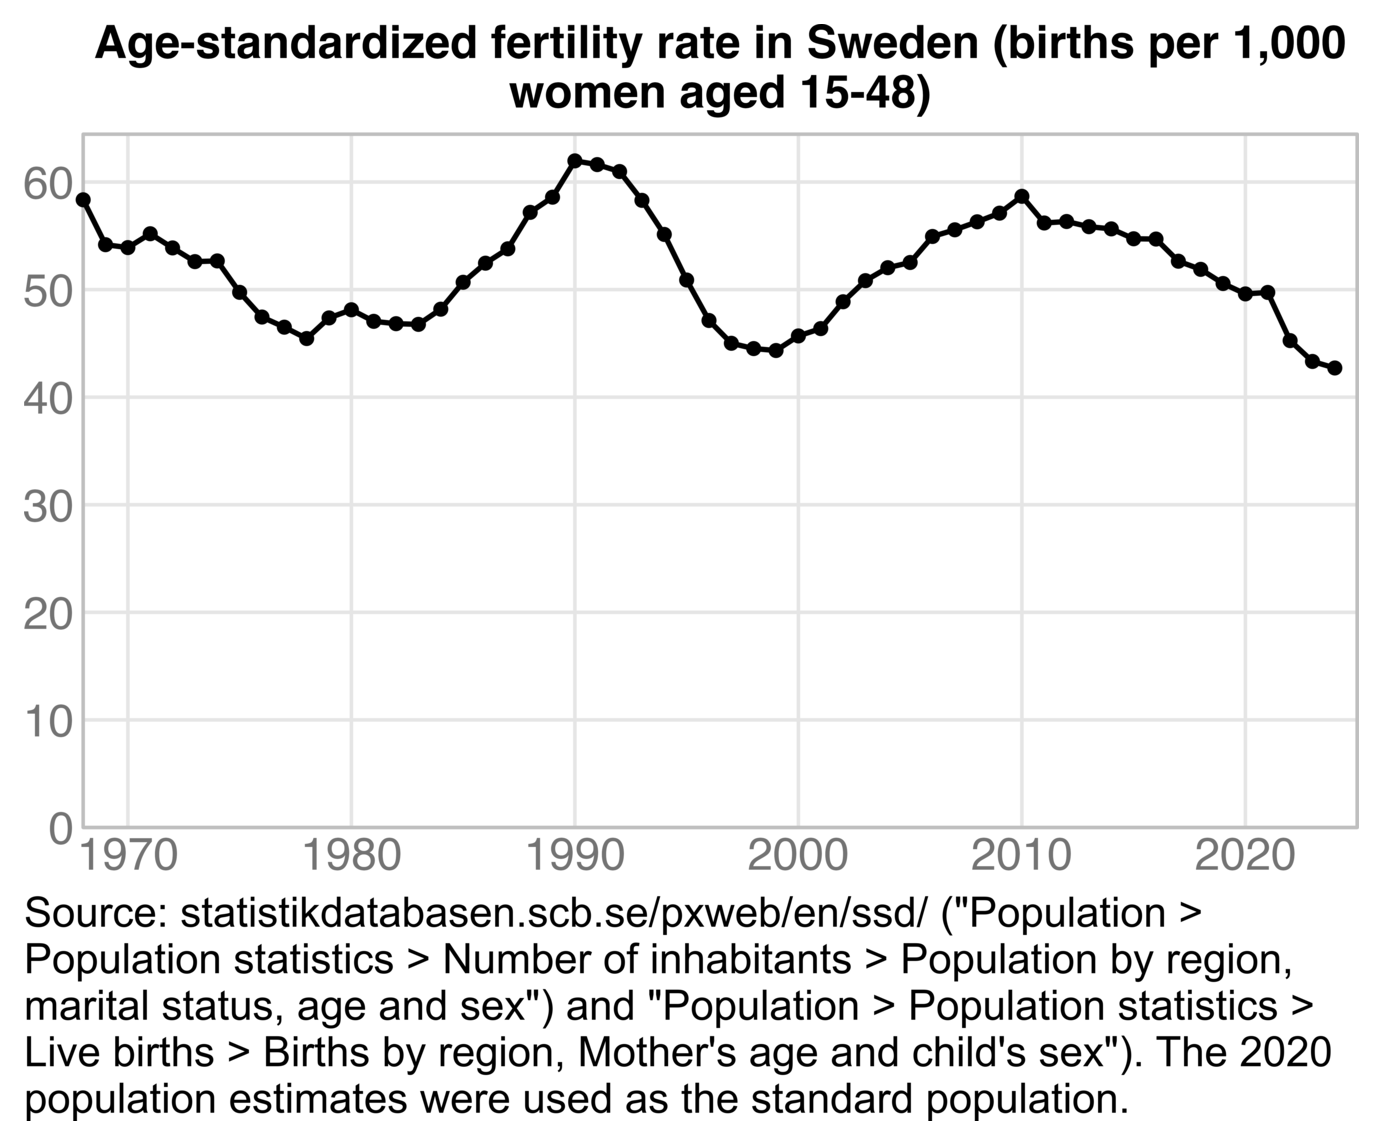 Age-standardized fertility rate in Sweden (births per 1,000
women aged 15-48)
60
50
40
30
20
10
0
1970 1980 1990 2000 2010 2020
Source: statistikdatabasen.scb.se/pxweb/en/ssd/ ("Population >
Population statistics > Number of inhabitants > Population by region,
marital status, age and sex") and "Population > Population statistics >
Live births > Births by region, Mother's age and child's sex"). The 2020
population estimates were used as the standard population.